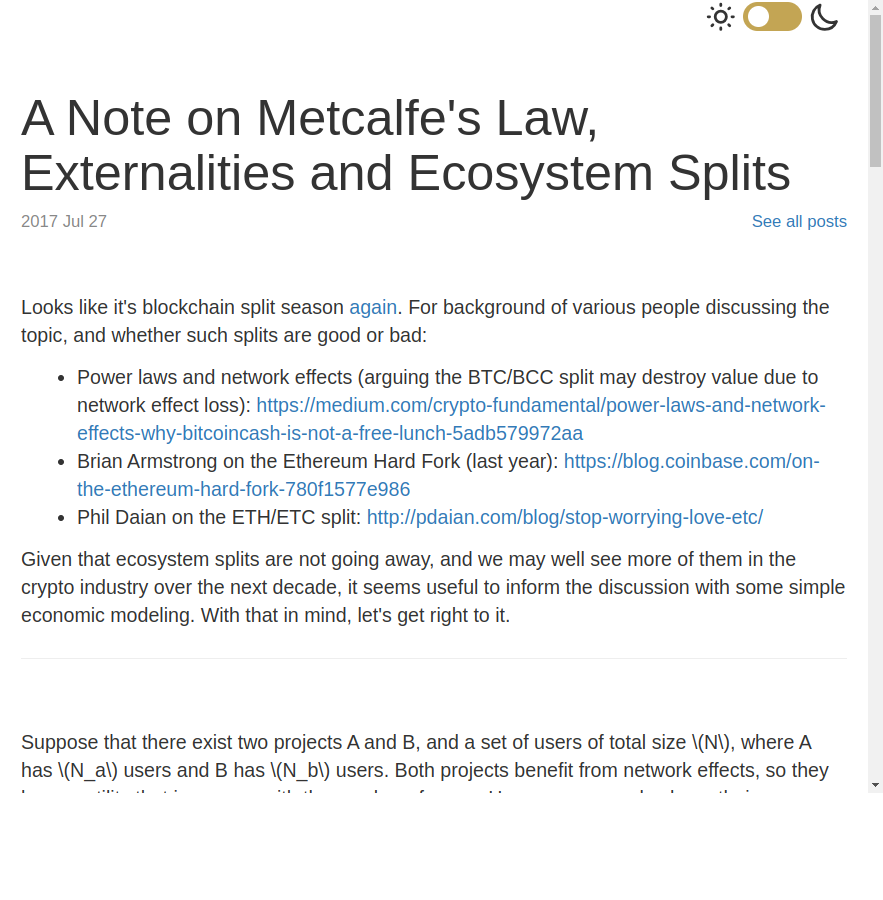 A Note on Metcalfe's Law,
Externalities and Ecosystem Splits
2017 Jul 27
See all posts
Looks like it's blockchain split season again. For background of various people discussing the
topic, and whether such splits are good or bad:
• Power laws and network effects (arguing the BTC/BCC split may destroy value due to
network effect loss): https://medium.com/crypto-fundamental/power-laws-and-network-
effects-why-bitcoincash-is-not-a-free-lunch-5adb579972aa
• Brian Armstrong on the Ethereum Hard Fork (last year): https://blog.coinbase.com/on-
the-ethereum-hard-fork-780f1577e986
• Phil Daian on the ETH/ETC split: http://pdaian.com/blog/stop-worrying-love-etc/
Given that ecosystem splits are not going away, and we may well see more of them in the
crypto industry over the next decade, it seems useful to inform the discussion with some simple
economic modeling. With that in mind, let's get right to it.
Suppose that there exist two projects A and B, and a set of users of total size \(N\), where A
has \(N_a\) users and B has \(N_b\) users. Both projects benefit from network effects, so they